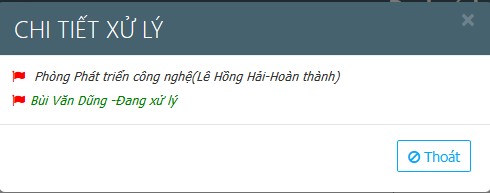 CHI TIẾT XỬ LÝ
Phòng Phát triển công nghệ(Lê Hồng Hải-Hoàn thành)
Bùi Văn Dũng -Đang xử lý
Thoát